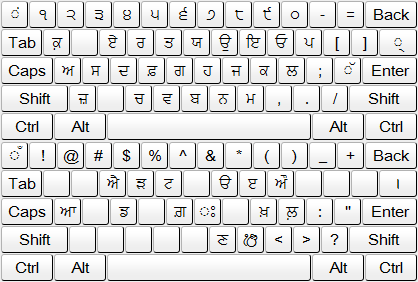 ੰ ੧ ੨ ੩ ੪ ੫ ੬ ੭ ੮ ੯ ੦ - = Back
Tab ਕ਼ ਏ ਰ ਤ ਯ ਉ ਇ ਓ ਪ [ ] ੍
Caps ਅ ਸ ਦ ਫ਼ ਗ ਹ ਜ ਕ ਲ ; ੱ Enter
Shift ਜ਼ ਚ ਵ ਬ ਨ ਮ , . / Shift
Ctrl Alt Alt Ctrl
ਁ ! @ # $ % ^ & * ( ) _ + Back
Tab ਐ ੜ ਟ ਊ ੲ ਔ ।
Caps ਆ ਡ ਗ਼ ਃ ਖ਼ ਲ਼ : " Enter
Shift ਣ ੴ < > ? Shift
Ctrl Alt Alt Ctrl